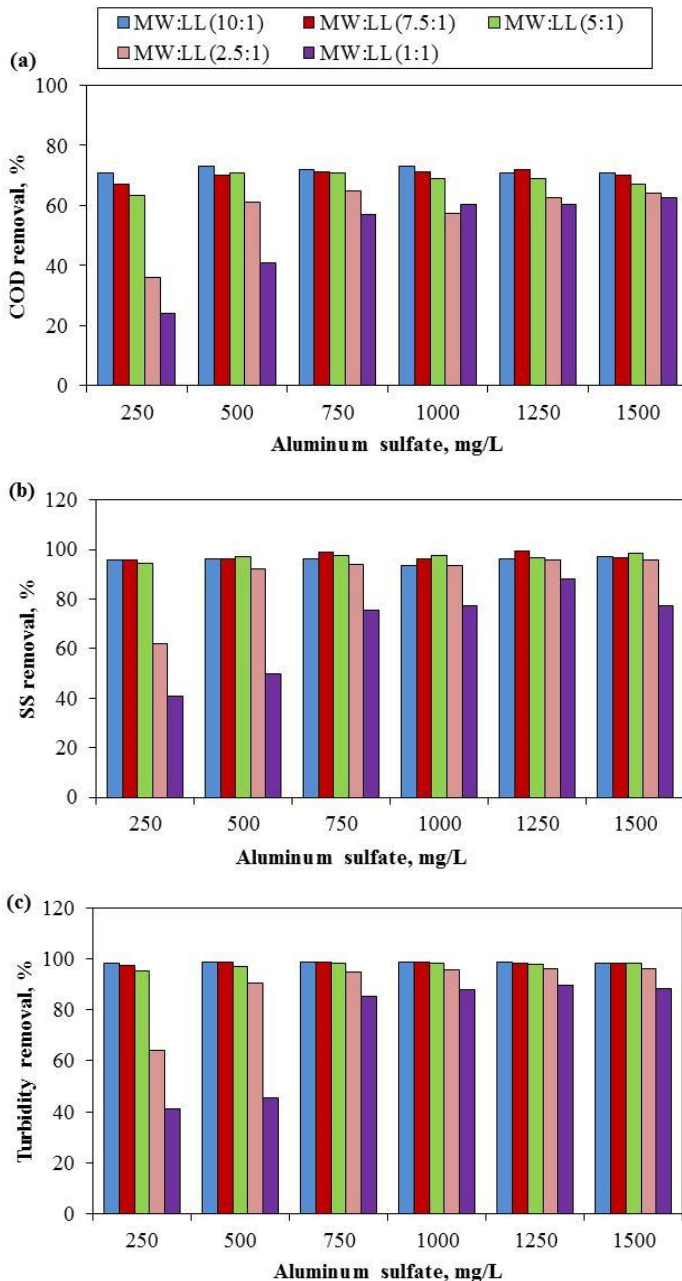 MW:LL(10:1) MW:LL(7.5:1) MW:LL(5:1)
MW:LL(2.5:1) MW:LL(1:1)
(a)
COD removal, %
100
80
60
40
20
0
250 500 750 1000 1250 1500
Aluminum sulfate, mg/L
(b)
SS removal, %
120
100
80
60
40
20
0
250 500 750 1000 1250 1500
Aluminum sulfate, mg/L
(c)
Turbidity removal, %
120
100
80
60
40
20
0
250 500 750 1000 1250 1500
Aluminum sulfate, mg/L